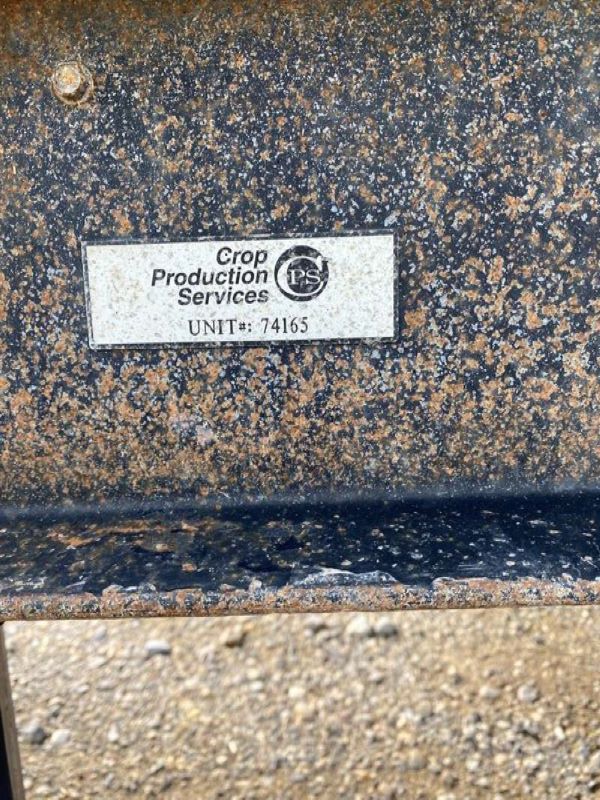 Crop
Production
Services
CPS
UNIT#: 74165